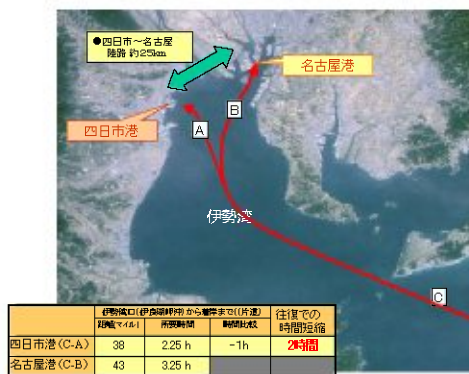 ●四日市～名古屋
陸路 約25km
名古屋港
四日市港
B
A
伊勢湾
C
伊勢湾口(伊良湖岬沖)から着岸まで(片道)
往復での
時間短縮
距離(マイル)
所要時間
時間比較
四日市港(C-A)
38
2.25 h
-1h
2時間
名古屋港(C-B)
43
3.25 h